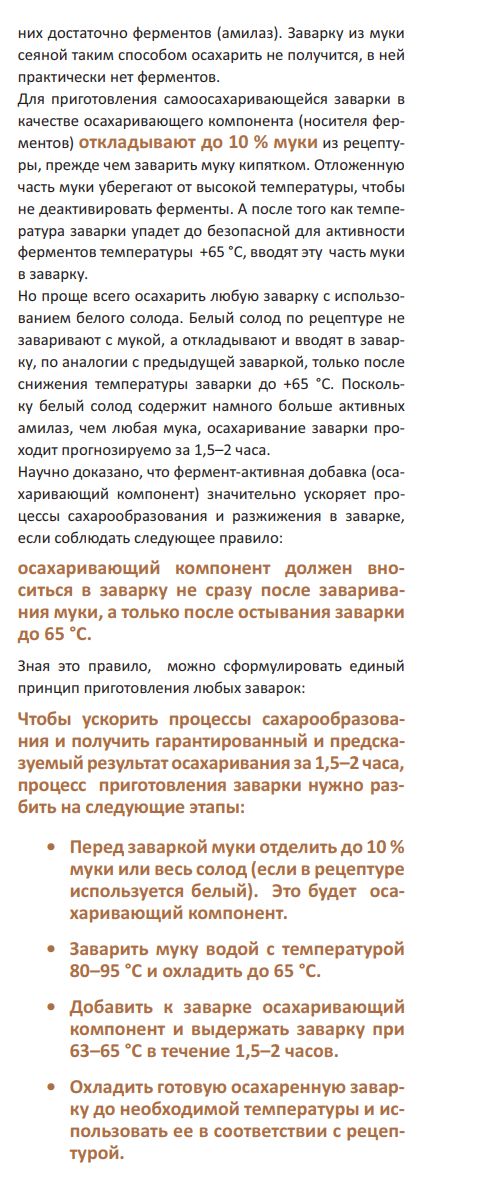 них достаточно ферментов (амилаз). Заварку из муки
сеяной таким способом осахарить не получится, в ней
практически нет ферментов.
Для приготовления самоосахаривающейся заварки в
качестве осахаривающего компонента (носителя фер-
ментов) откладывают до 10 % муки из рецепту-
ры, прежде чем заварить муку кипятком. Отложенную
часть муки уберегают от высокой температуры, чтобы
не деактивировать ферменты. А после того как темпе-
ратура заварки упадет до безопасной для активности
ферментов температуры +65 °С, вводят эту часть муки
в заварку.
Но проще всего осахарить любую заварку с использо-
ванием белого солода. Белый солод по рецептуре не
заваривают с мукой, а откладывают и вводят в завар-
ку, по аналогии с предыдущей заваркой, только после
снижения температуры заварки до +65 °С. Посколь-
ку белый солод содержит намного больше активных
амилаз, чем любая мука, осахаривание заварки про-
ходит прогнозируемо за 1,5–2 часа.
Научно доказано, что фермент-активная добавка (оса-
харивающий компонент) значительно ускоряет про-
цессы сахарообразования и разжижения в заварке,
если соблюдать следующее правило:
осахаривающий компонент должен вно-
ситься в заварку не сразу после заварива-
ния муки, а только после остывания заварки
до 65 °С.
Зная это правило, можно сформулировать единый
принцип приготовления любых заварок:
Чтобы ускорить процессы сахарообразова-
ния и получить гарантированный и предска-
зуемый результат осахаривания за 1,5–2 часа,
процесс приготовления заварки нужно раз-
бить на следующие этапы:
• Перед заваркой муки отделить до 10 %
муки или весь солод (если в рецептуре
используется белый). Это будет оса-
харивающий компонент.
• Заварить муку водой с температурой
80–95 °С и охладить до 65 °С.
• Добавить к заварке осахаривающий
компонент и выдержать заварку при
63–65 °С в течение 1,5–2 часов.
• Охладить готовую осахаренную завар-
ку до необходимой температуры и ис-
пользовать ее в соответствии с рецеп-
турой.